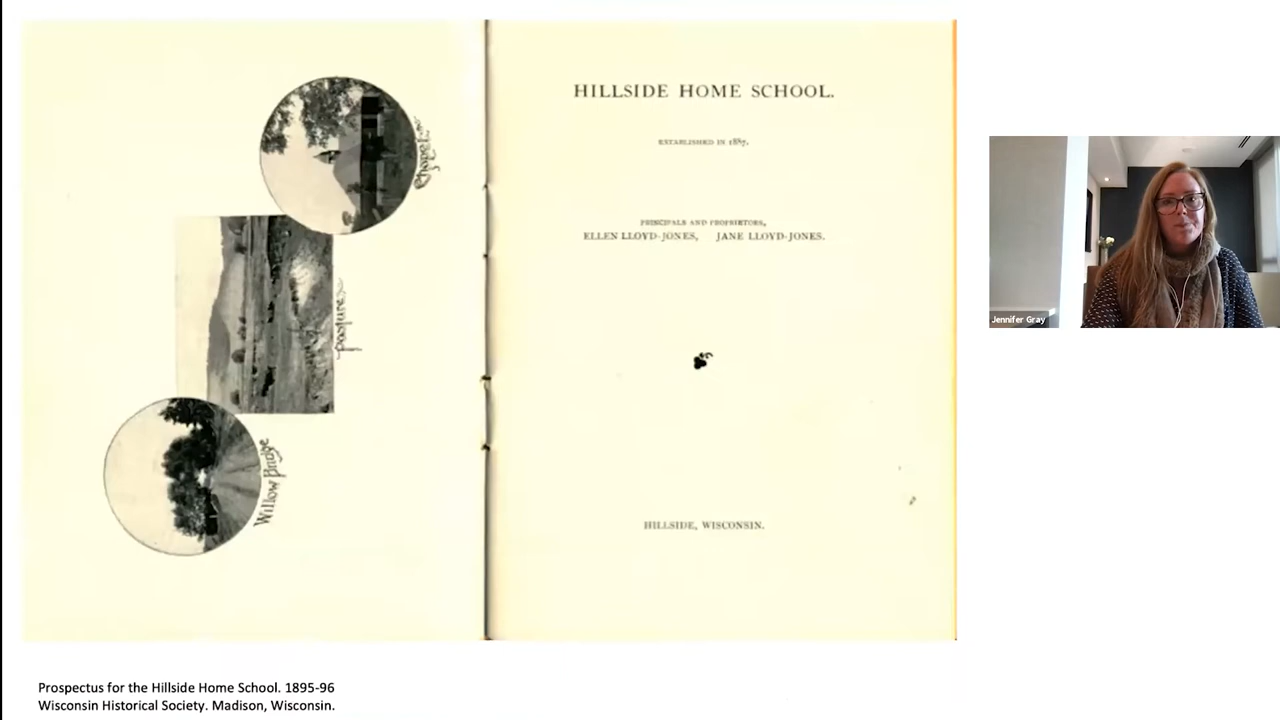 Chapel
Pastures
Willow Bridge
HILLSIDE HOME SCHOOL.
ESTABLISHED IN 1887.
PRINCIPALS AND PROPRIETORS,
ELLEN LLOYD-JONES, JANE LLOYD-JONES.
HILLSIDE, WISCONSIN.
Jennifer Gray
Prospectus for the Hillside Home School. 1895-96
Wisconsin Historical Society. Madison, Wisconsin.